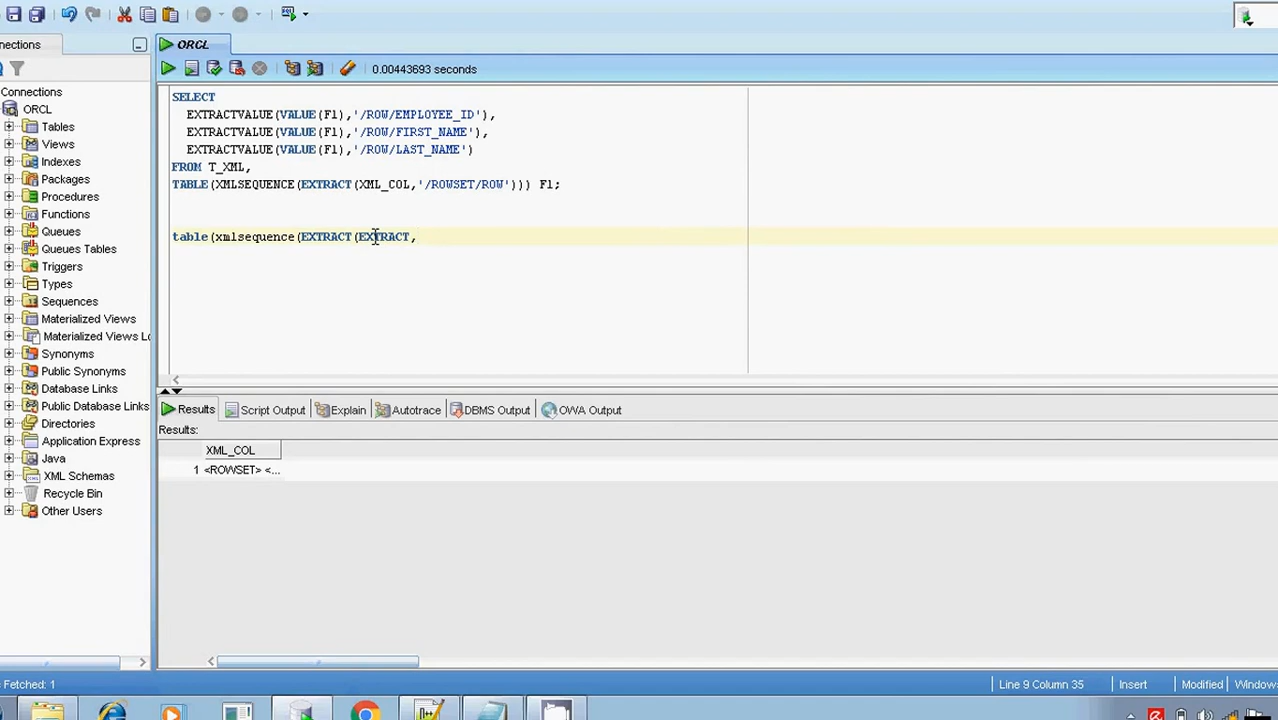 nnections
ORCL
0.00443693 seconds
Connections
ORCL
Tables
Views
Indexes
Packages
Procedures
Functions
Queues
Queues Tables
Triggers
Types
Sequences
Materialized Views
Materialized Views Lo
Synonyms
Public Synonyms
Database Links
Public Database Links
Directories
Application Express
Java
XML Schemas
Recycle Bin
Other Users
SELECT
EXTRACTVALUE(VALUE(F1),'/ROW/EMPLOYEE_ID'),
EXTRACTVALUE(VALUE(F1),'/ROW/FIRST_NAME'),
EXTRACTVALUE(VALUE(F1),'/ROW/LAST_NAME')
FROM T_XML,
TABLE(XMLSEQUENCE(EXTRACT(XML_COL,'/ROWSET/ROW'))) F1;
table(xmlsequence(EXTRACT(EXTRACT,
Results Script Output Explain Autotrace DBMS Output OWA Output
Results:
XML_COL
1 <ROWSET> <...
Fetched: 1 Line 9 Column 35 Insert Modified Window